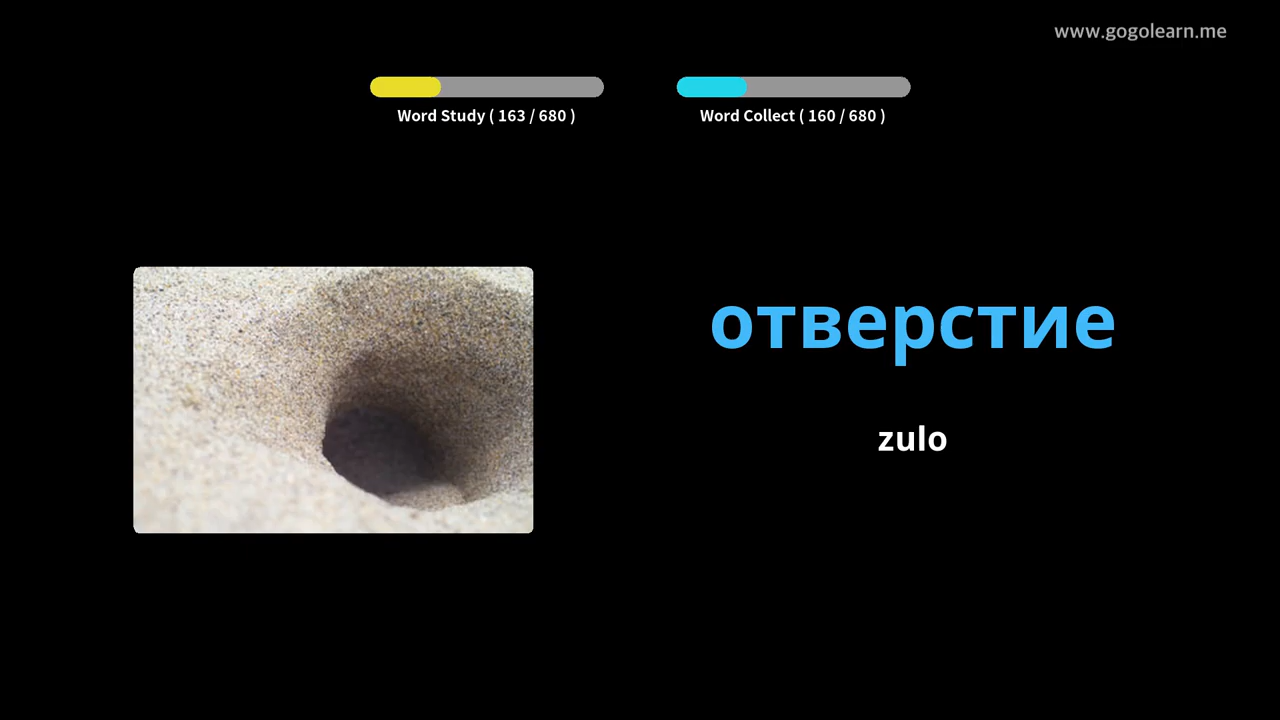 www.gogolearn.me
Word Study ( 163 / 680 )
Word Collect ( 160 / 680 )
отверстие
zulo